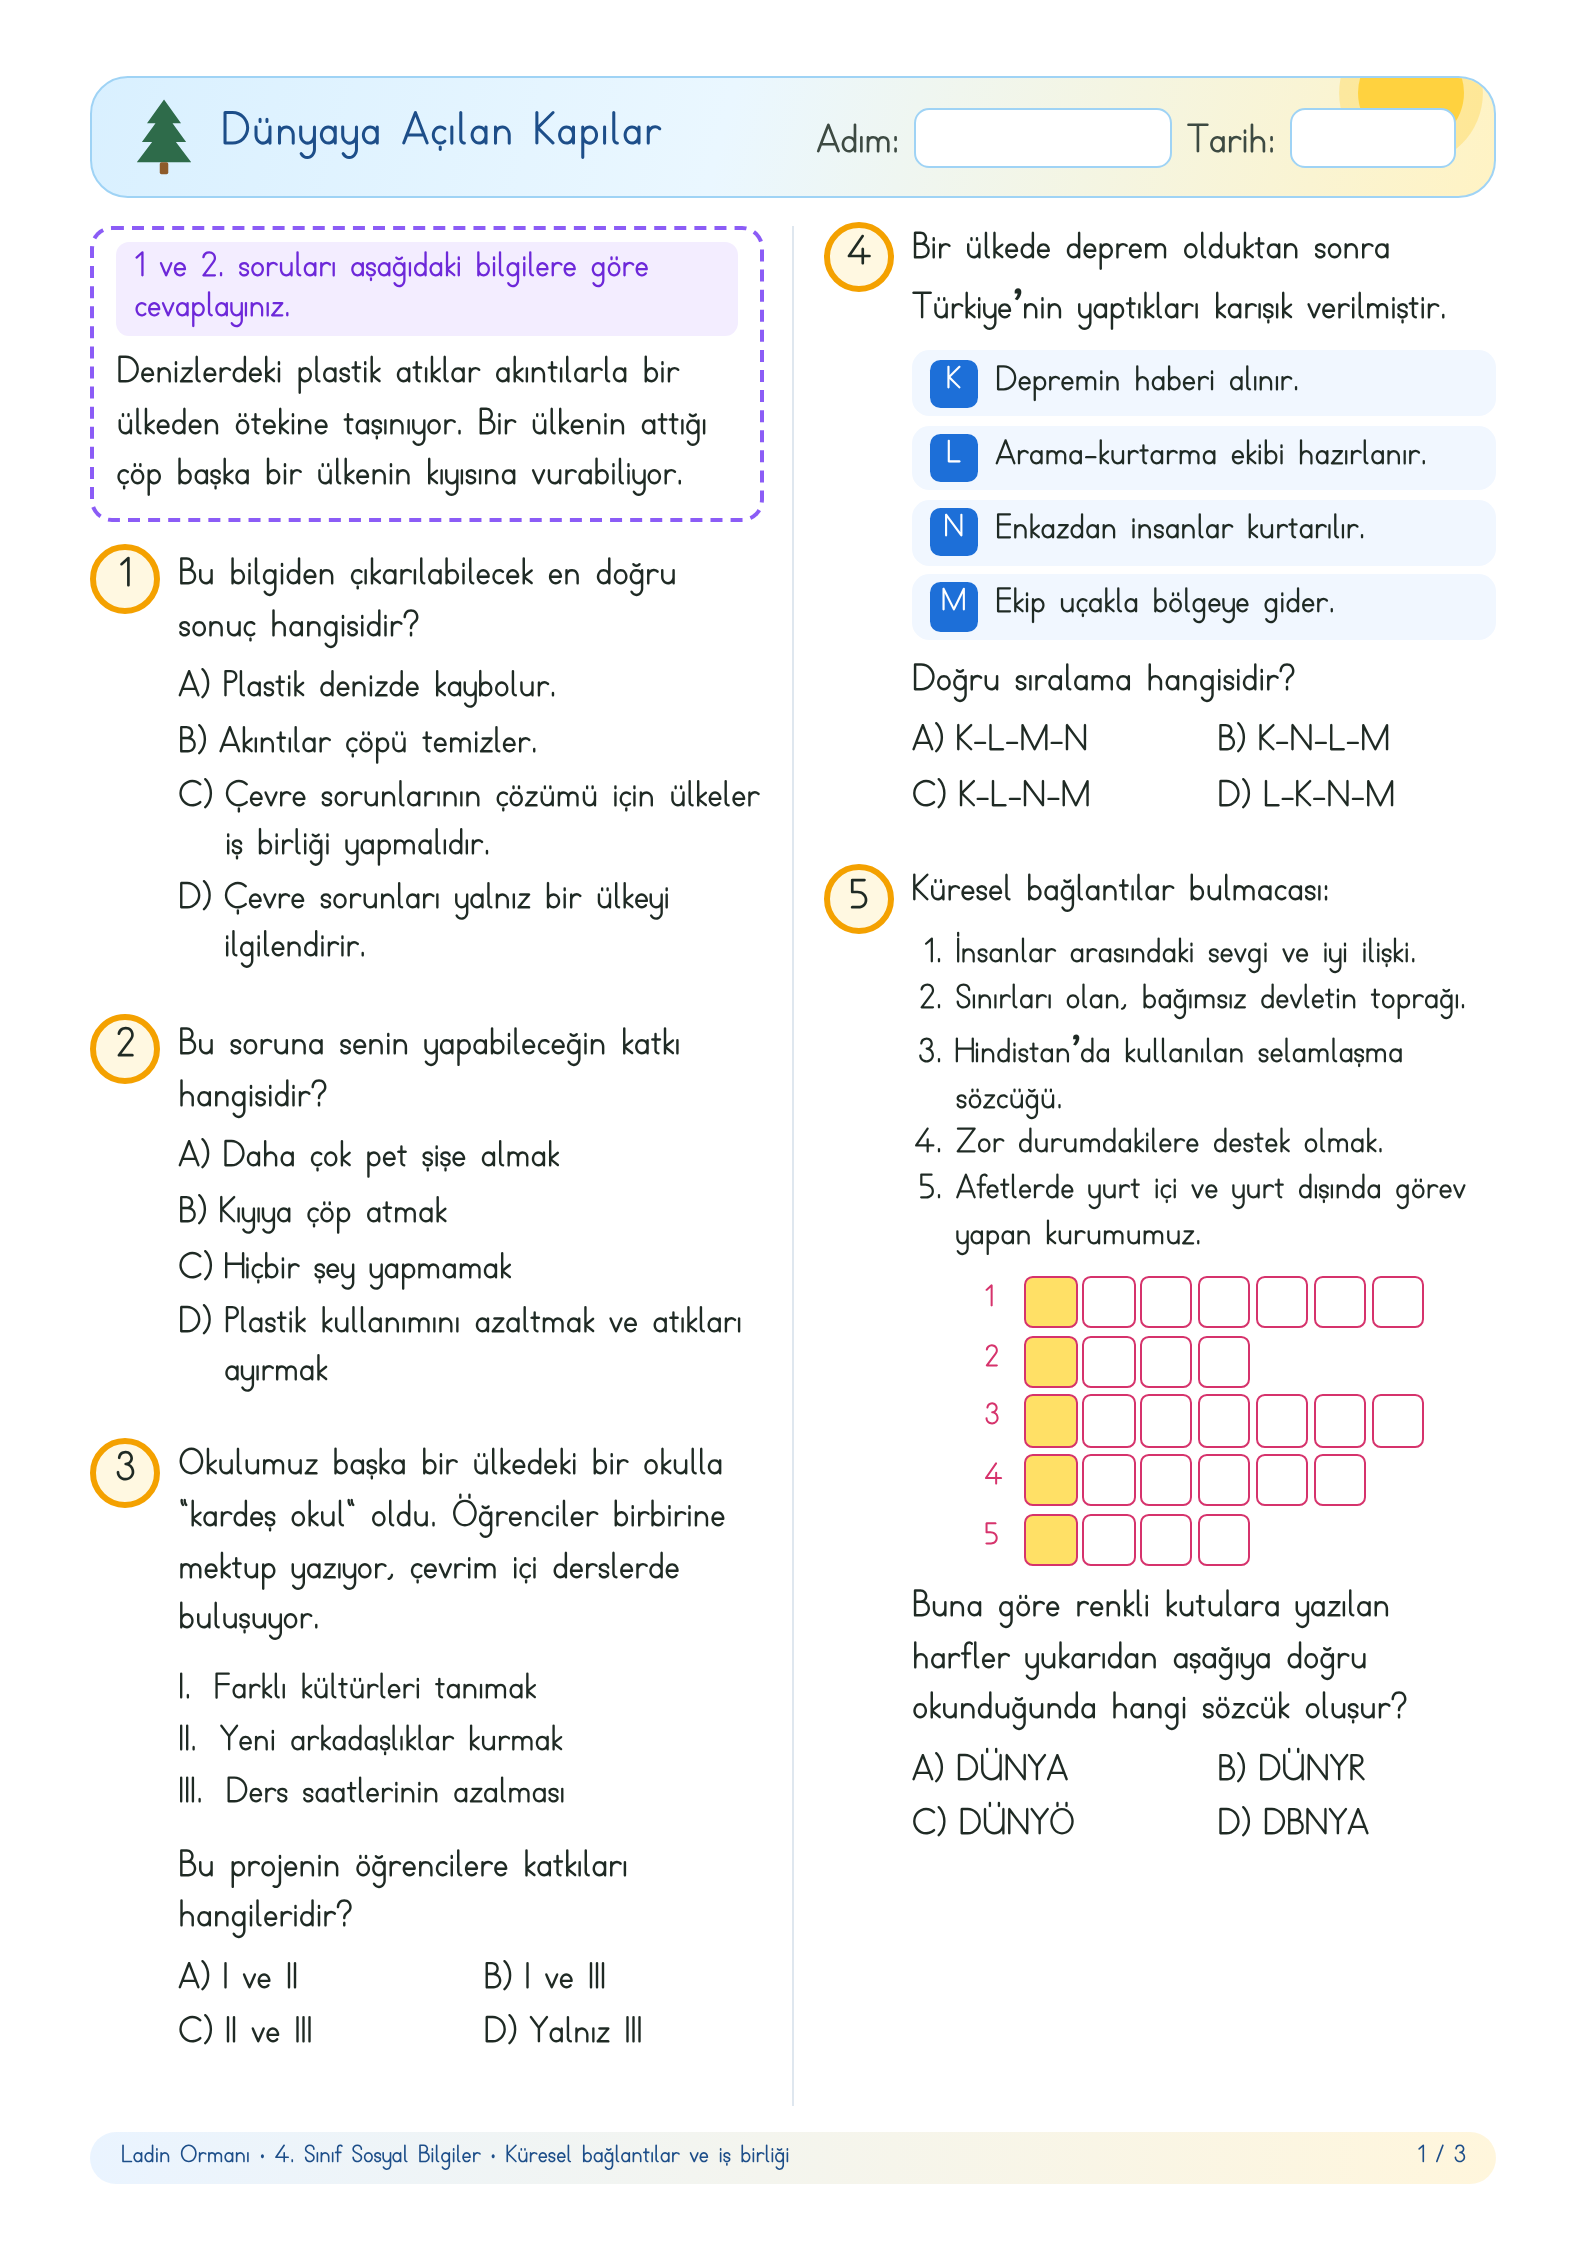 Dünyaya Açılan Kapılar
Adım:
Tarih:
1 ve 2. soruları aşağıdaki bilgilere göre
cevaplayınız.
Denizlerdeki plastik atıklar akıntılarla bir
ülkeden ötekine taşınıyor. Bir ülkenin attığı
çöp başka bir ülkenin kıyısına vurabiliyor.
1
Bu bilgiden çıkarılabilecek en doğru
sonuç hangisidir?
A) Plastik denizde kaybolur.
B) Akıntılar çöpü temizler.
C) Çevre sorunlarının çözümü için ülkeler
iş birliği yapmalıdır.
D) Çevre sorunları yalnız bir ülkeyi
ilgilendirir.
2
Bu soruna senin yapabileceğin katkı
hangisidir?
A) Daha çok pet şişe almak
B) Kıyıya çöp atmak
C) Hiçbir şey yapmamak
D) Plastik kullanımını azaltmak ve atıkları
ayırmak
3
Okulumuz başka bir ülkedeki bir okulla
"kardeş okul" oldu. Öğrenciler birbirine
mektup yazıyor, çevrim içi derslerde
buluşuyor.
I. Farklı kültürleri tanımak
II. Yeni arkadaşlıklar kurmak
III. Ders saatlerinin azalması
Bu projenin öğrencilere katkıları
hangileridir?
A) I ve II
B) I ve III
C) II ve III
D) Yalnız III
4
Bir ülkede deprem olduktan sonra
Türkiye'nin yaptıkları karışık verilmiştir.
K Depremin haberi alınır.
L Arama-kurtarma ekibi hazırlanır.
N Enkazdan insanlar kurtarılır.
M Ekip uçakla bölgeye gider.
Doğru sıralama hangisidir?
A) K-L-M-N
B) K-N-L-M
C) K-L-N-M
D) L-K-N-M
5
Küresel bağlantılar bulmacası:
1. İnsanlar arasındaki sevgi ve iyi ilişki.
2. Sınırları olan, bağımsız devletin toprağı.
3. Hindistan'da kullanılan selamlaşma
sözcüğü.
4. Zor durumdakilere destek olmak.
5. Afetlerde yurt içi ve yurt dışında görev
yapan kurumumuz.
1
2
3
4
5
Buna göre renkli kutulara yazılan
harfler yukarıdan aşağıya doğru
okunduğunda hangi sözcük oluşur?
A) DÜNYA
B) DÜNYR
C) DÜNYÖ
D) DBNYA
Ladin Ormanı • 4. Sınıf Sosyal Bilgiler • Küresel bağlantılar ve iş birliği
1 / 3